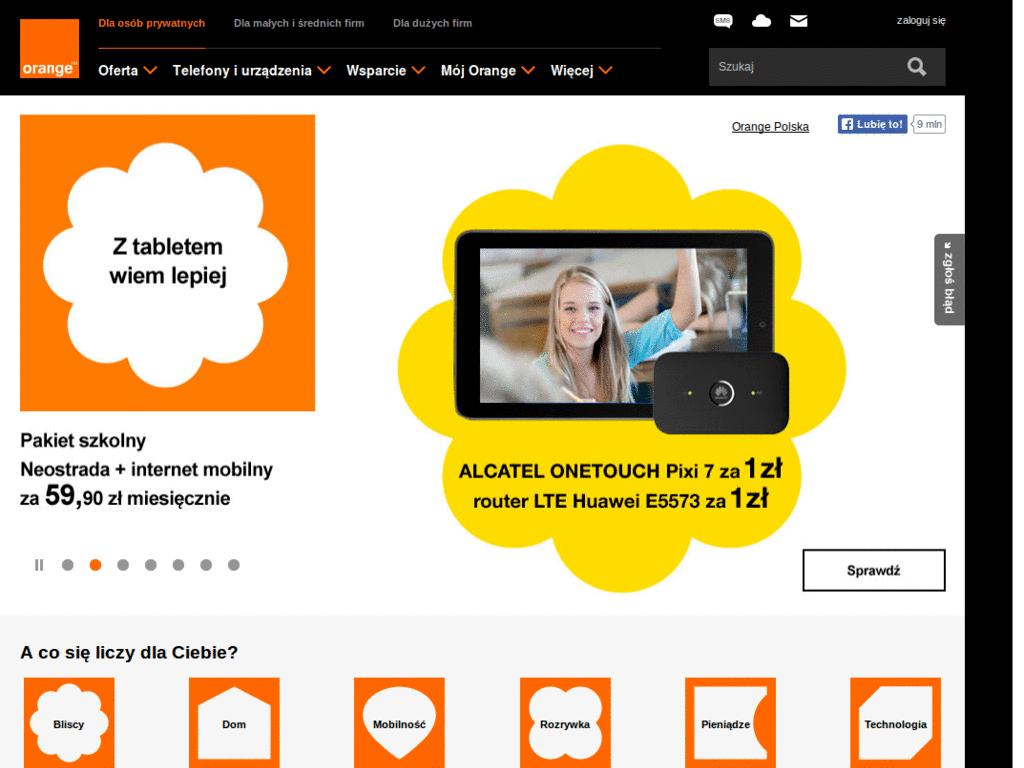 Dla osób prywatnych
Dla małych i średnich firm
Dla dużych firm
SMS
zaloguj się
orange™
Oferta
Telefony i urządzenia
Wsparcie
Mój Orange
Więcej
Szukaj
Orange Polska
Lubię to!
9 mln
Z tabletem
wiem lepiej
zgłoś błąd
Pakiet szkolny
Neostrada + internet mobilny
za 59,90 zł miesięcznie
ALCATEL ONETOUCH Pixi 7 za 1 zł
router LTE Huawei E5573 za 1 zł
Sprawdź
A co się liczy dla Ciebie?
Bliscy
Dom
Mobilność
Rozrywka
Pieniądze
Technologia